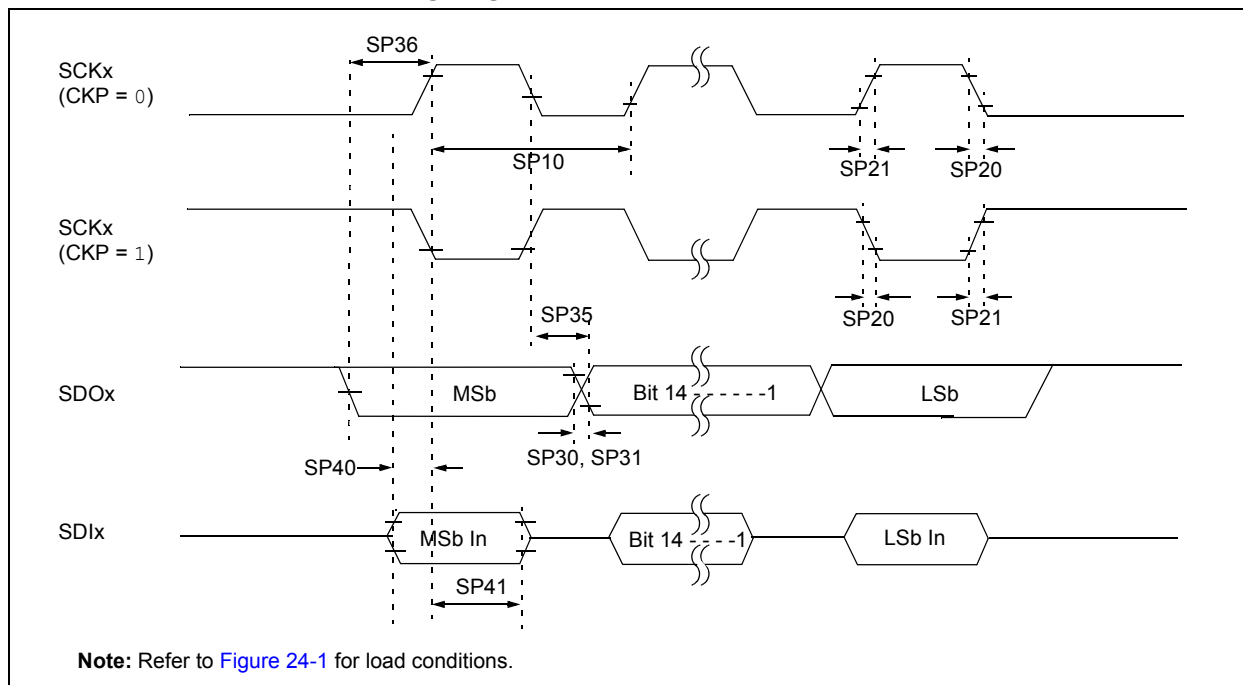 SP36
SCKx
(CKP = 0)
SP10
SP21
SP20
SCKx
(CKP = 1)
SP35
SP20
SP21
SDOx
MSb
Bit 14 - - - - - -1
LSb
SP40
SP30, SP31
SDIx
MSb In
Bit 14 - - - - -1
LSb In
SP41
Note: Refer to Figure 24-1 for load conditions.